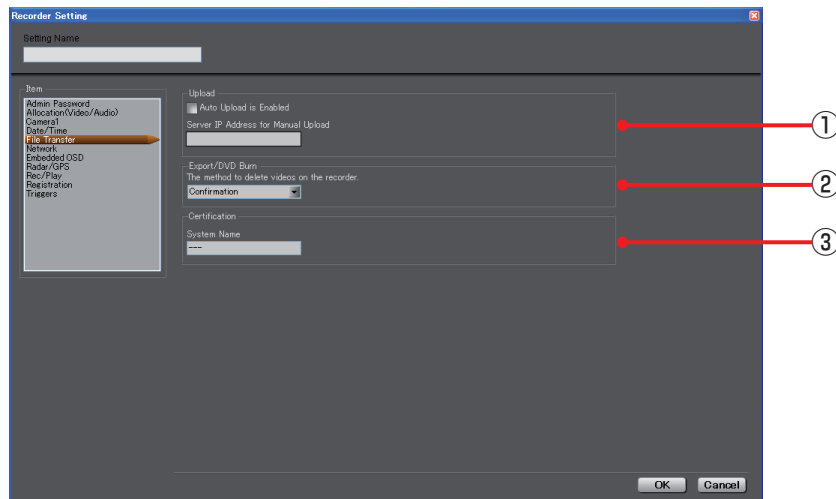 Recorder Setting
Setting Name
Item
Admin Password
Allocation(Video/Audio)
Camera1
Date/Time
File Transfer
Network
Embedded OSD
Radar/GPS
Rec/Play
Registration
Triggers
Upload
Auto Upload is Enabled
Server IP Address for Manual Upload
①
Export/DVD Burn
The method to delete videos on the recorder.
Confirmation
②
Certification
System Name
---
③
OK
Cancel